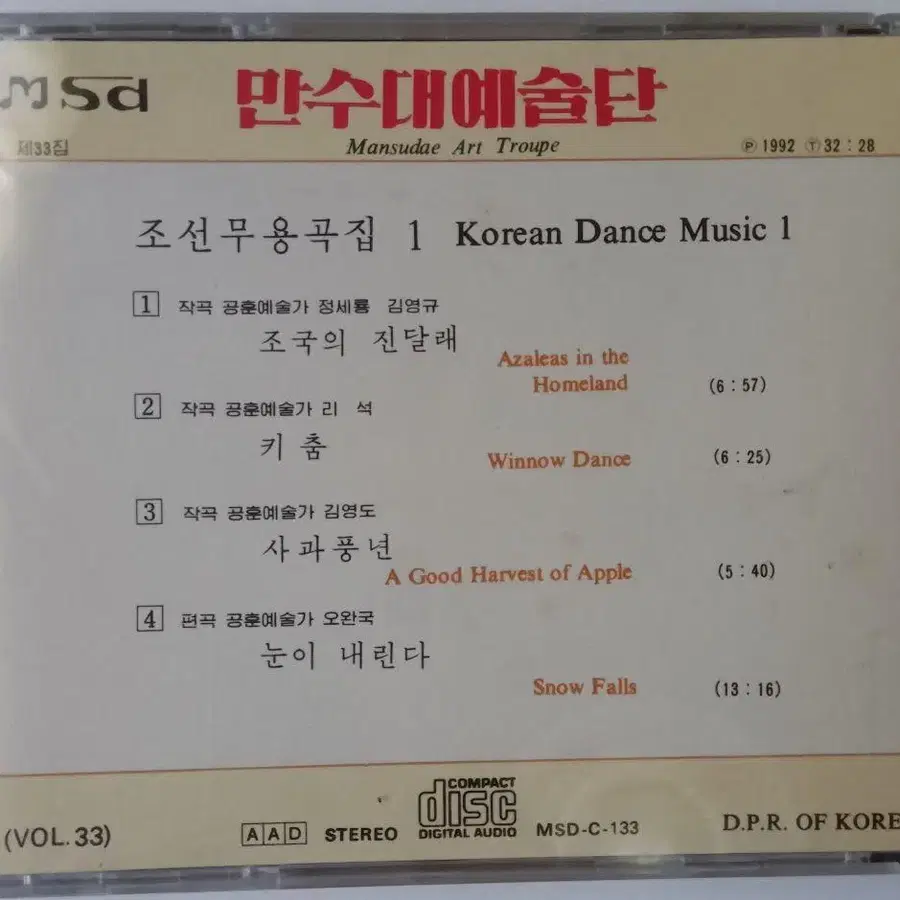 MSd
만수대예술단
제33집
Mansudae Art Troupe
Ⓟ 1992 Ⓣ 32 : 28
조선무용곡집 1 Korean Dance Music 1
1 작곡 공훈예술가 정세룡 김영규
조국의 진달래
Azaleas in the
Homeland (6 : 57)
2 작곡 공훈예술가 리 석
키 춤
Winnow Dance (6 : 25)
3 작곡 공훈예술가 김영도
사과풍년
A Good Harvest of Apple (5 : 40)
4 편곡 공훈예술가 오완국
눈이 내린다
Snow Falls (13 : 16)
(VOL.33)
AAD STEREO
COMPACT
disc
DIGITAL AUDIO
MSD-C-133
D.P.R. OF KORE